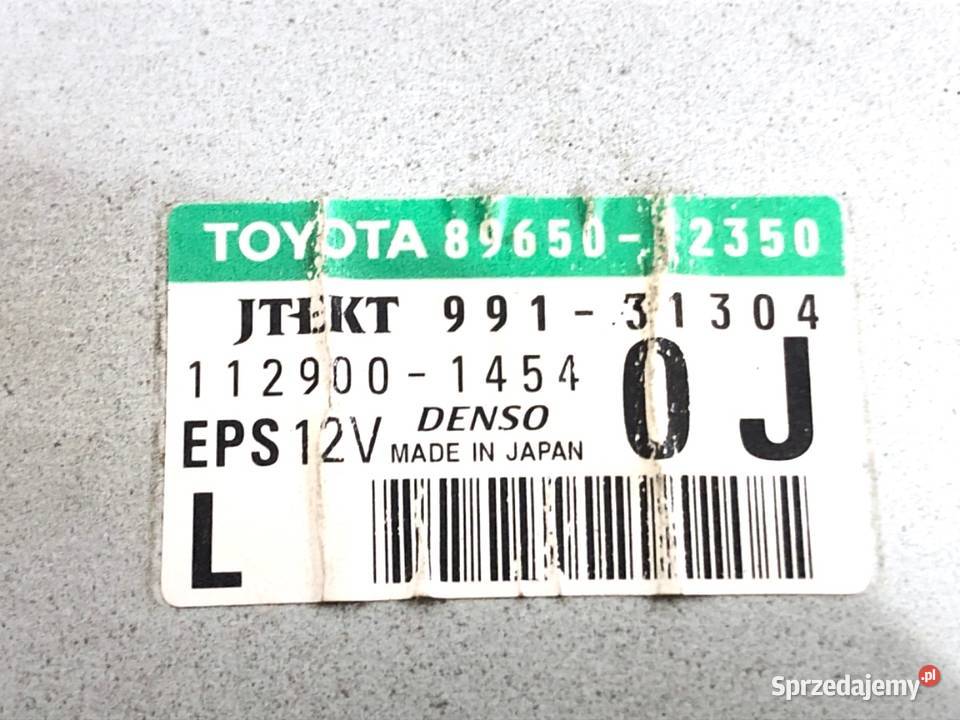 TOYOTA 89650-2350
JTEKT 991-31304
112900-1454
0J
EPS 12V DENSO
MADE IN JAPAN
L
Sprzedajemy.pl